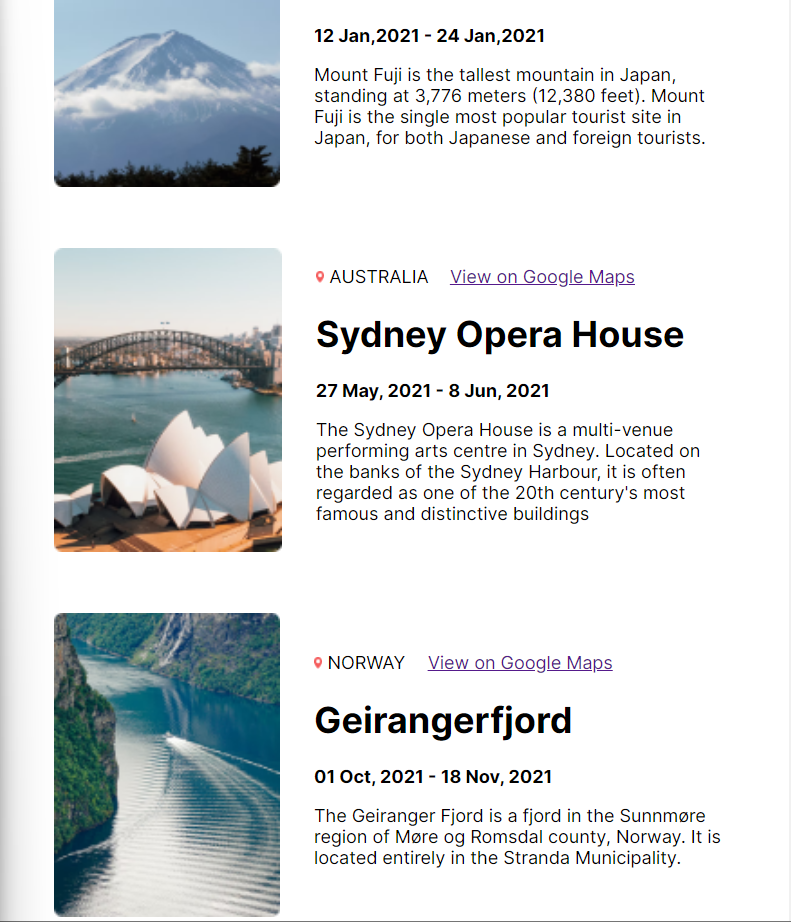 12 Jan,2021 - 24 Jan,2021
Mount Fuji is the tallest mountain in Japan,
standing at 3,776 meters (12,380 feet). Mount
Fuji is the single most popular tourist site in
Japan, for both Japanese and foreign tourists.
AUSTRALIA View on Google Maps
Sydney Opera House
27 May, 2021 - 8 Jun, 2021
The Sydney Opera House is a multi-venue
performing arts centre in Sydney. Located on
the banks of the Sydney Harbour, it is often
regarded as one of the 20th century's most
famous and distinctive buildings
NORWAY View on Google Maps
Geirangerfjord
01 Oct, 2021 - 18 Nov, 2021
The Geiranger Fjord is a fjord in the Sunnmøre
region of Møre og Romsdal county, Norway. It is
located entirely in the Stranda Municipality.